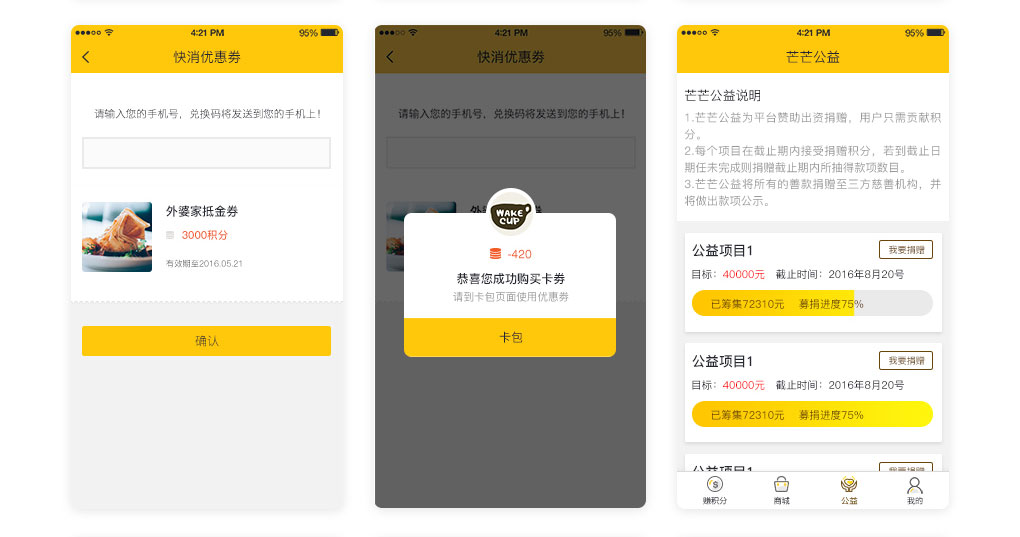 4:21 PM
95%
快消优惠券
请输入您的手机号，兑换码将发送到您的手机上！
外婆家抵金券
3000积分
有效期至2016.05.21
确认
4:21 PM
95%
快消优惠券
请输入您的手机号，兑换码将发送到您的手机上！
WAKE
CUP
-420
恭喜您成功购买卡券
请到卡包页面使用优惠券
卡包
4:21 PM
95%
芒芒公益
芒芒公益说明
1.芒芒公益为平台赞助出资捐赠，用户只需贡献积
分。
2.每个项目在截止期内接受捐赠积分，若到截止日
期任未完成则捐赠截止期内所抽得款项数目。
3.芒芒公益将所有的善款捐赠至三方慈善机构，并
将做出款项公示。
公益项目1
我要捐赠
目标：40000元 截止时间：2016年8月20号
已筹集72310元 募捐进度75%
公益项目1
我要捐赠
目标：40000元 截止时间：2016年8月20号
已筹集72310元 募捐进度75%
公益项目1
我要捐赠
赚积分
商城
公益
我的